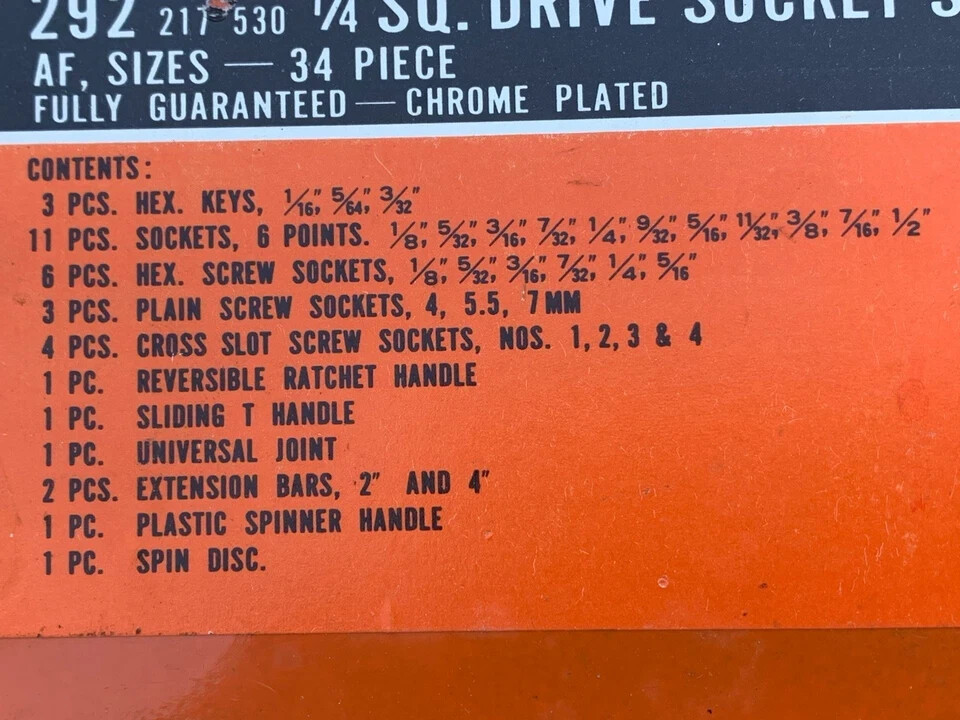 292 217 530 1/4 SQ. DRIVE SOCKET
AF, SIZES — 34 PIECE
FULLY GUARANTEED — CHROME PLATED
CONTENTS:
3 PCS. HEX. KEYS, 1/16", 5/64", 3/32"
11 PCS. SOCKETS, 6 POINTS. 1/8", 5/32", 3/16", 7/32", 1/4", 9/32", 5/16", 11/32", 3/8", 7/16", 1/2"
6 PCS. HEX. SCREW SOCKETS, 1/8", 5/32", 3/16", 7/32", 1/4", 5/16"
3 PCS. PLAIN SCREW SOCKETS, 4, 5.5, 7MM
4 PCS. CROSS SLOT SCREW SOCKETS, NOS. 1, 2, 3 & 4
1 PC. REVERSIBLE RATCHET HANDLE
1 PC. SLIDING T HANDLE
1 PC. UNIVERSAL JOINT
2 PCS. EXTENSION BARS, 2" AND 4"
1 PC. PLASTIC SPINNER HANDLE
1 PC. SPIN DISC.